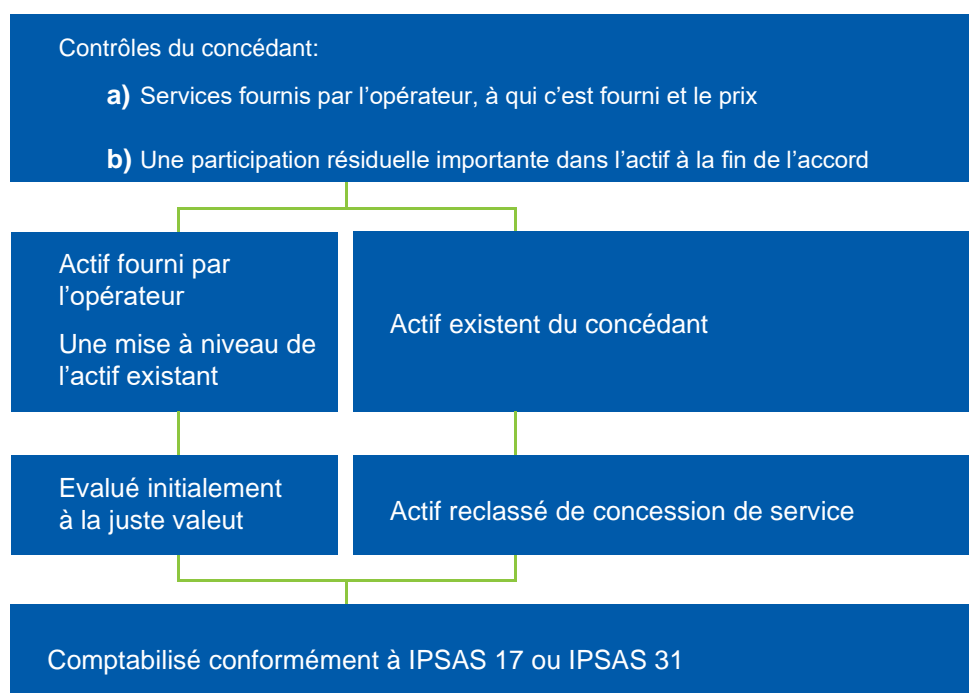 Contrôles du concédant:
a) Services fournis par l'opérateur, à qui c'est fourni et le prix
b) Une participation résiduelle importante dans l'actif à la fin de l'accord
Actif fourni par
l'opérateur
Une mise à niveau de
l'actif existant
Actif existent du concédant
Evalué initialement
à la juste valeut
Actif reclassé de concession de service
Comptabilisé conformément à IPSAS 17 ou IPSAS 31